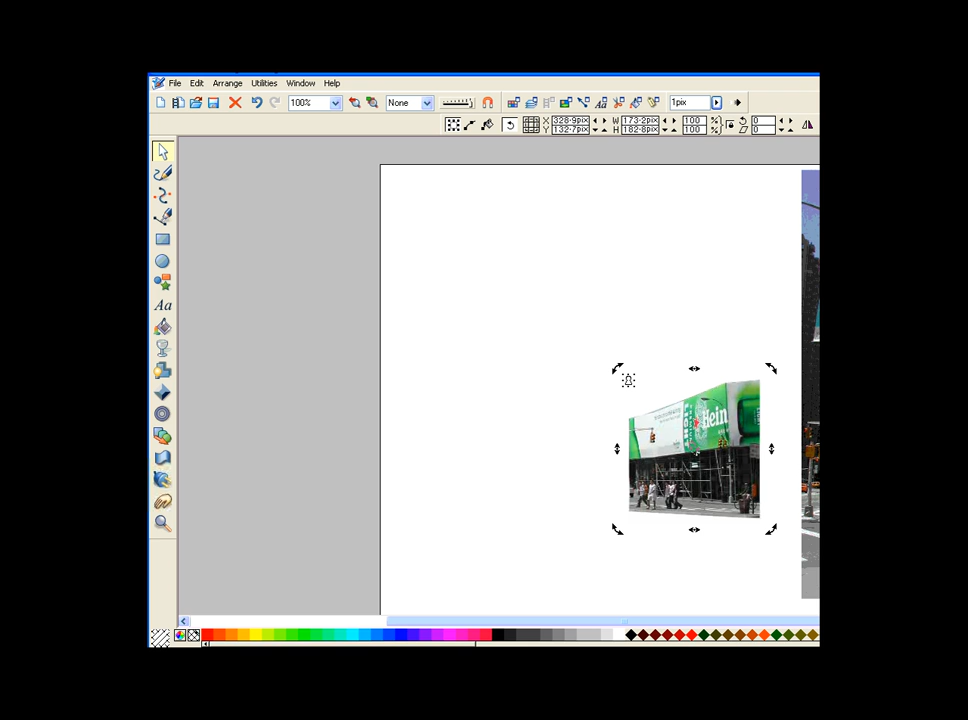 File Edit Arrange Utilities Window Help
100% None 1pix
X 328·9pix W 173·2pix 100 % 0
Y 132·7pix H 182·8pix 100 % 0
Aa
Hein